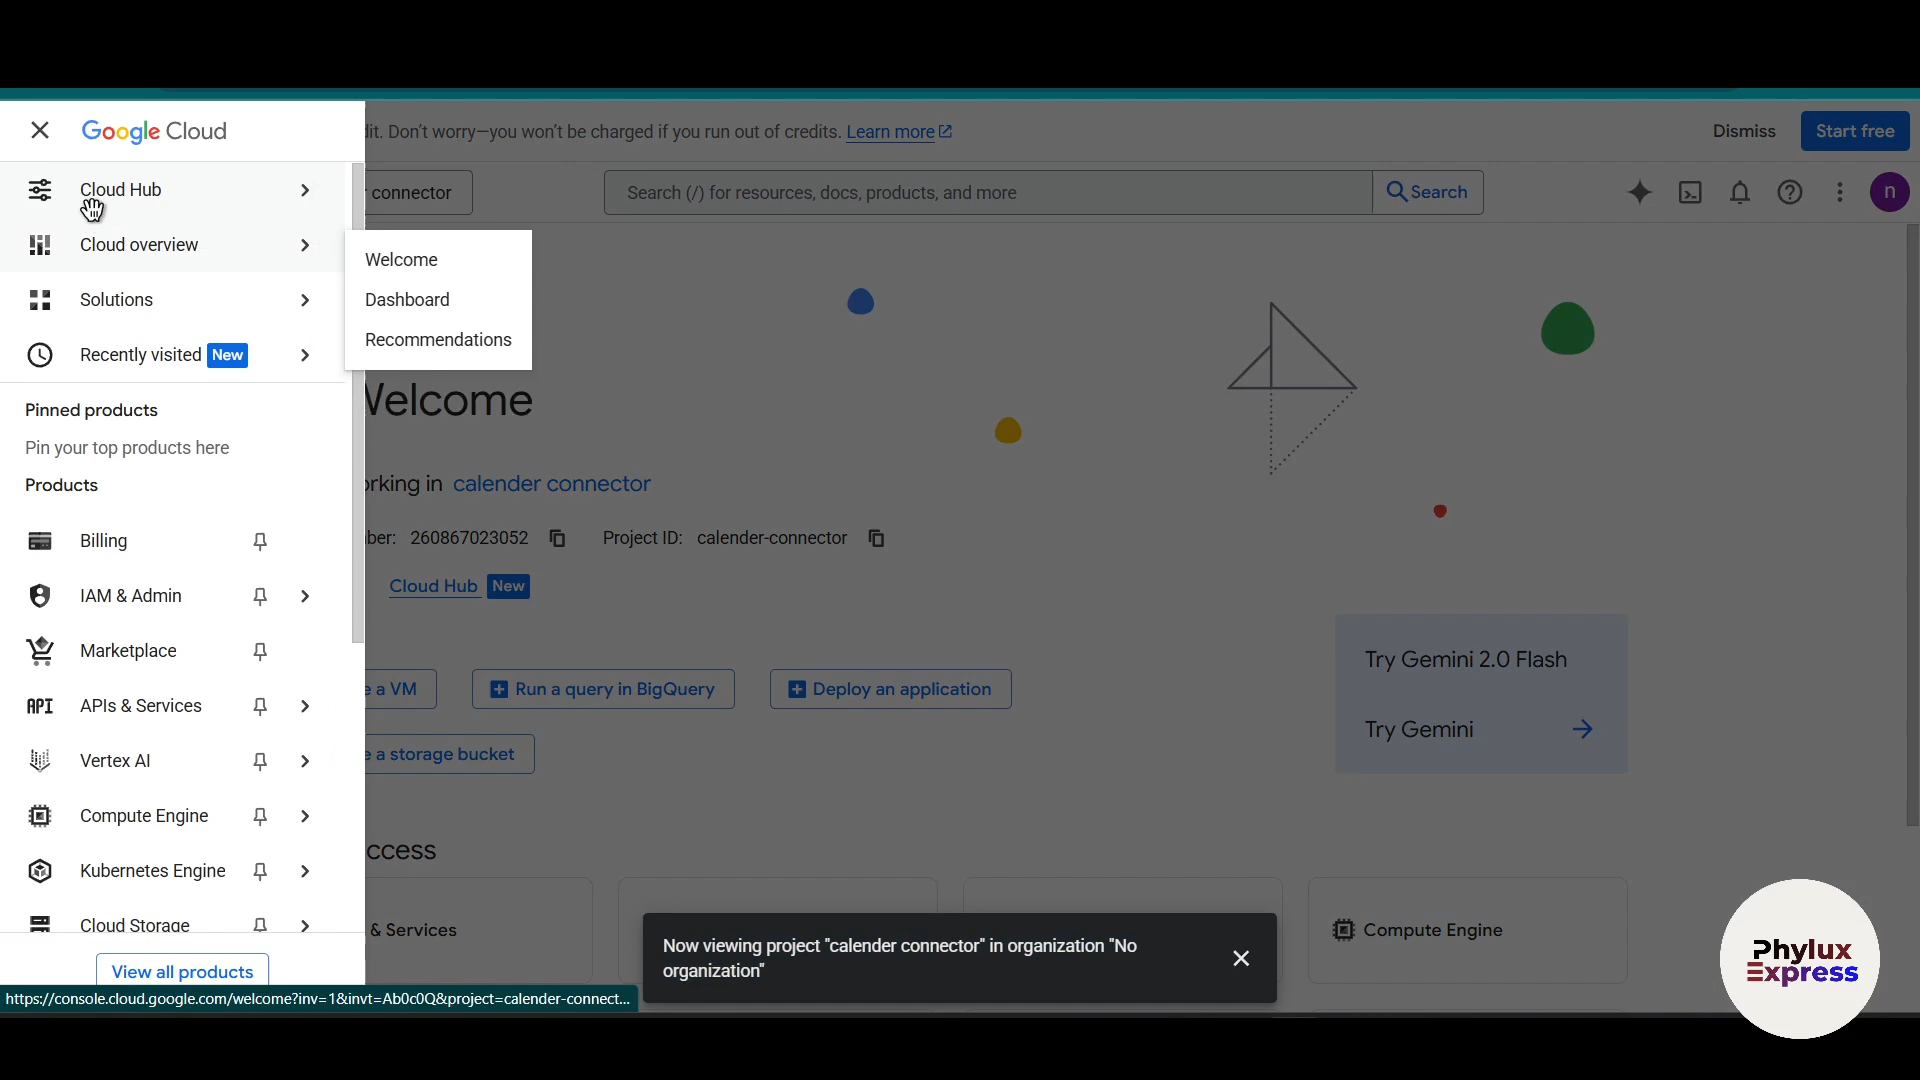 Google Cloud
dit. Don't worry—you won't be charged if you run out of credits. Learn more
Dismiss
Start free
Cloud Hub
connector
Search (/) for resources, docs, products, and more
Search
n
Cloud overview
Welcome
Dashboard
Recommendations
Solutions
Recently visited New
Pinned products
Pin your top products here
Products
Welcome
orking in calender connector
ber: 260867023052
Project ID: calender-connector
Cloud Hub New
Billing
IAM & Admin
Marketplace
APIs & Services
Vertex AI
Compute Engine
Kubernetes Engine
Cloud Storage
View all products
e a VM
Run a query in BigQuery
Deploy an application
e a storage bucket
Try Gemini 2.0 Flash
Try Gemini
ccess
& Services
Compute Engine
Now viewing project "calender connector" in organization "No
organization"
https://console.cloud.google.com/welcome?inv=1&invt=Ab0c0Q&project=calender-connect...
API
Phylux
Express